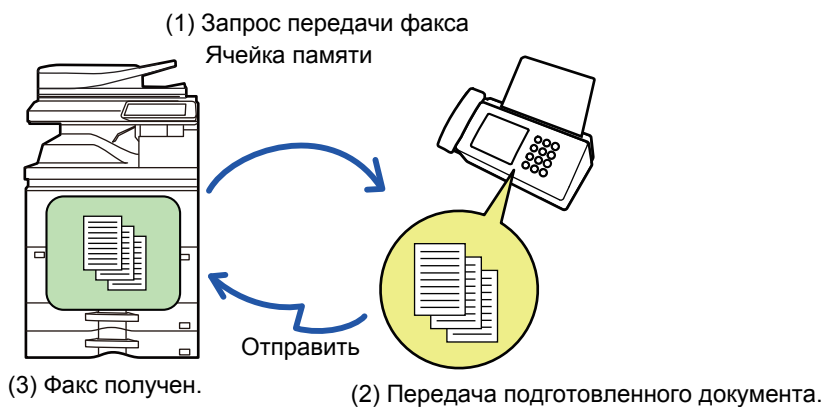 (1) Запрос передачи факса
Ячейка памяти
Отправить
(3) Факс получен.
(2) Передача подготовленного документа.